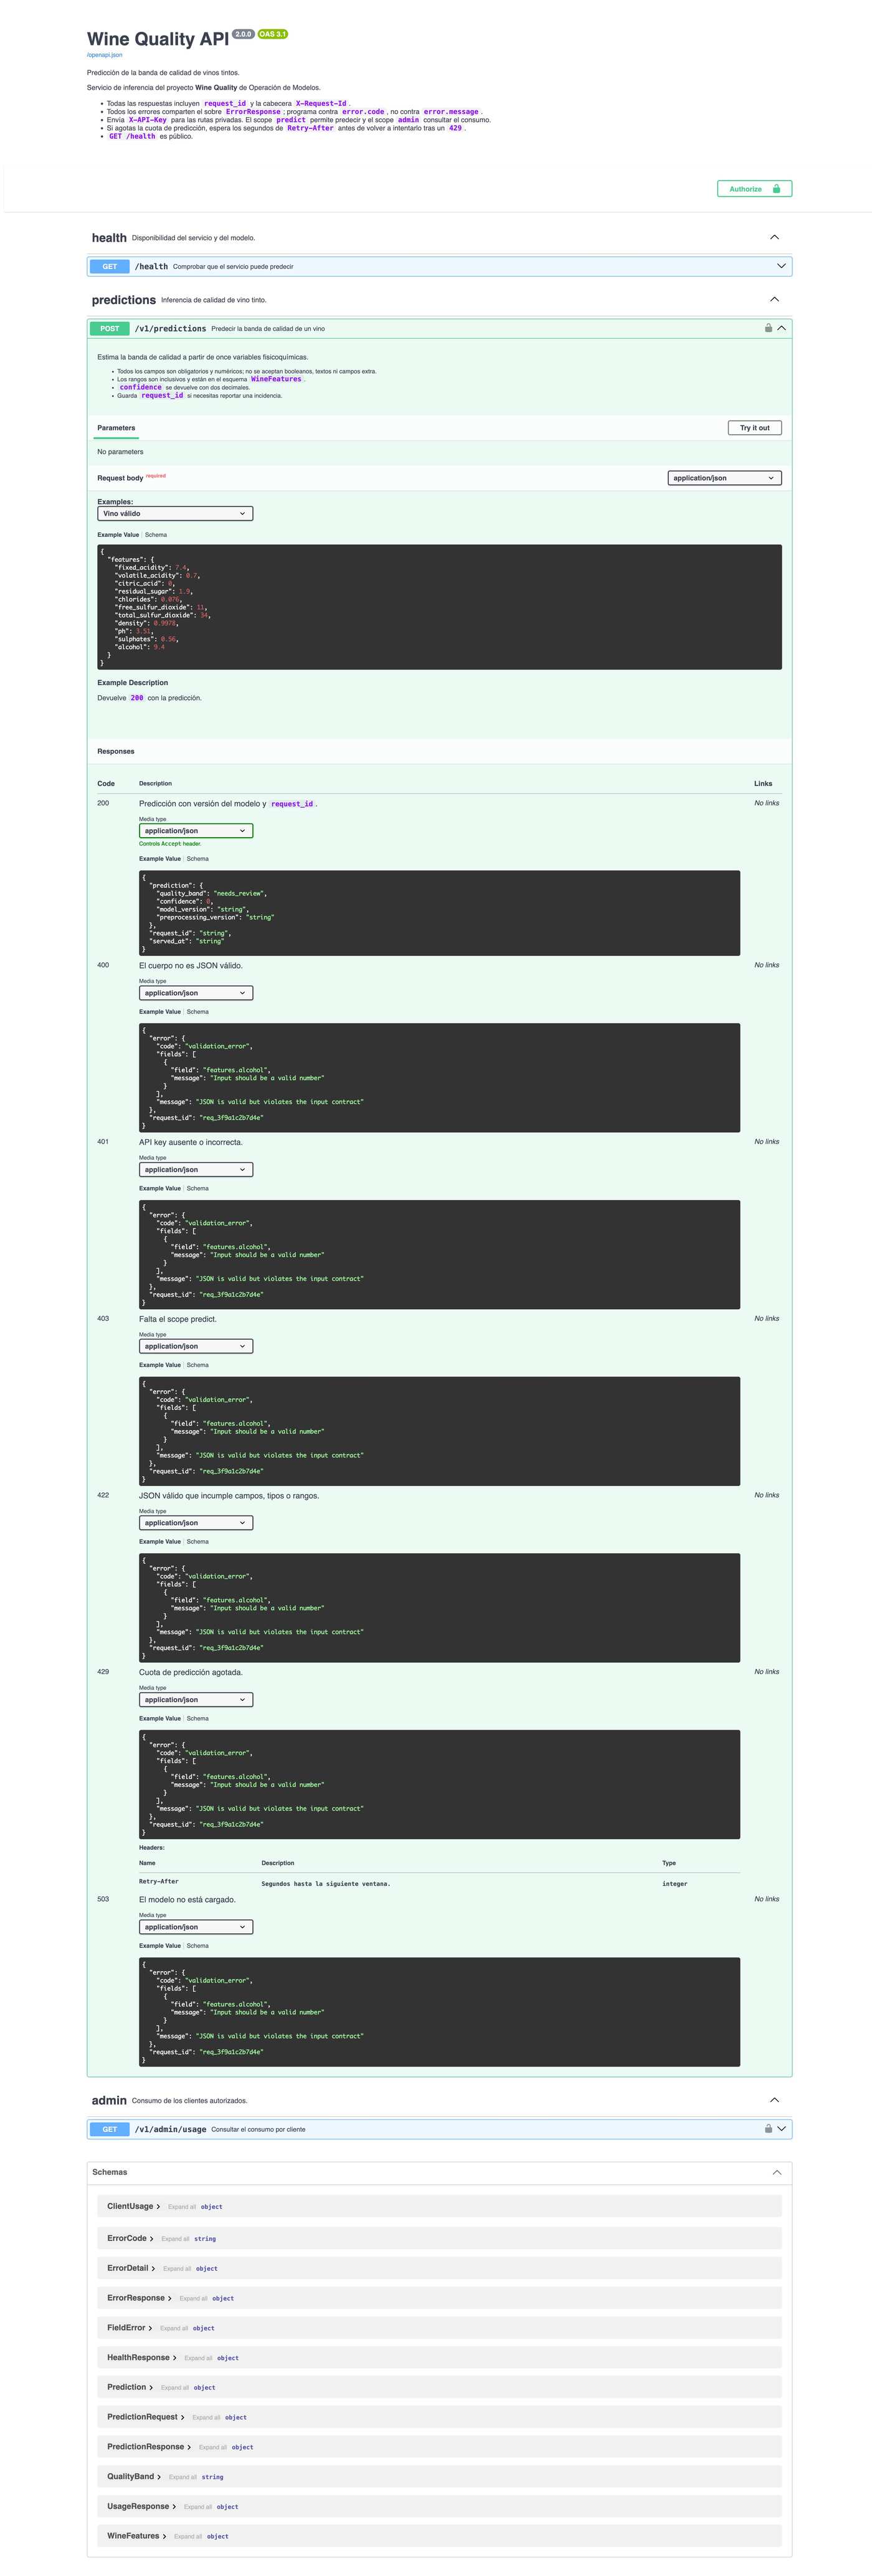 Wine Quality API 2.0.0 OAS 3.1
/openapi.json
Predicción de la banda de calidad de vinos tintos.
Servicio de inferencia del proyecto Wine Quality de Operación de Modelos.
• Todas las respuestas incluyen request_id y la cabecera X-Request-Id .
• Todos los errores comparten el sobre ErrorResponse ; programa contra error.code , no contra error.message .
• Envía X-API-Key para las rutas privadas. El scope predict permite predecir y el scope admin consultar el consumo.
• Si agotas la cuota de predicción, espera los segundos de Retry-After antes de volver a intentarlo tras un 429 .
• GET /health es público.
Authorize
health Disponibilidad del servicio y del modelo.
GET /health Comprobar que el servicio puede predecir
predictions Inferencia de calidad de vino tinto.
POST /v1/predictions Predecir la banda de calidad de un vino
Estima la banda de calidad a partir de once variables fisicoquímicas.
• Todos los campos son obligatorios y numéricos; no se aceptan booleanos, textos ni campos extra.
• Los rangos son inclusivos y están en el esquema WineFeatures .
• confidence se devuelve con dos decimales.
• Guarda request_id si necesitas reportar una incidencia.
Parameters Try it out
No parameters
Request body required application/json
Examples:
Vino válido
Example Value Schema
{
  "features": {
    "fixed_acidity": 7.4,
    "volatile_acidity": 0.7,
    "citric_acid": 0,
    "residual_sugar": 1.9,
    "chlorides": 0.076,
    "free_sulfur_dioxide": 11,
    "total_sulfur_dioxide": 34,
    "density": 0.9978,
    "ph": 3.51,
    "sulphates": 0.56,
    "alcohol": 9.4
  }
}
Example Description
Devuelve 200 con la predicción.
Responses
Code Description Links
200 Predicción con versión del modelo y request_id . No links
Media type
application/json
Controls Accept header.
Example Value Schema
{
  "prediction": {
    "quality_band": "needs_review",
    "confidence": 0,
    "model_version": "string",
    "preprocessing_version": "string"
  },
  "request_id": "string",
  "served_at": "string"
}
400 El cuerpo no es JSON válido. No links
Media type
application/json
Example Value Schema
{
  "error": {
    "code": "validation_error",
    "fields": [
      {
        "field": "features.alcohol",
        "message": "Input should be a valid number"
      }
    ],
    "message": "JSON is valid but violates the input contract"
  },
  "request_id": "req_3f9a1c2b7d4e"
}
401 API key ausente o incorrecta. No links
Media type
application/json
Example Value Schema
{
  "error": {
    "code": "validation_error",
    "fields": [
      {
        "field": "features.alcohol",
        "message": "Input should be a valid number"
      }
    ],
    "message": "JSON is valid but violates the input contract"
  },
  "request_id": "req_3f9a1c2b7d4e"
}
403 Falta el scope predict. No links
Media type
application/json
Example Value Schema
{
  "error": {
    "code": "validation_error",
    "fields": [
      {
        "field": "features.alcohol",
        "message": "Input should be a valid number"
      }
    ],
    "message": "JSON is valid but violates the input contract"
  },
  "request_id": "req_3f9a1c2b7d4e"
}
422 JSON válido que incumple campos, tipos o rangos. No links
Media type
application/json
Example Value Schema
{
  "error": {
    "code": "validation_error",
    "fields": [
      {
        "field": "features.alcohol",
        "message": "Input should be a valid number"
      }
    ],
    "message": "JSON is valid but violates the input contract"
  },
  "request_id": "req_3f9a1c2b7d4e"
}
429 Cuota de predicción agotada. No links
Media type
application/json
Example Value Schema
{
  "error": {
    "code": "validation_error",
    "fields": [
      {
        "field": "features.alcohol",
        "message": "Input should be a valid number"
      }
    ],
    "message": "JSON is valid but violates the input contract"
  },
  "request_id": "req_3f9a1c2b7d4e"
}
Headers:
Name Description Type
Retry-After Segundos hasta la siguiente ventana. integer
503 El modelo no está cargado. No links
Media type
application/json
Example Value Schema
{
  "error": {
    "code": "validation_error",
    "fields": [
      {
        "field": "features.alcohol",
        "message": "Input should be a valid number"
      }
    ],
    "message": "JSON is valid but violates the input contract"
  },
  "request_id": "req_3f9a1c2b7d4e"
}
admin Consumo de los clientes autorizados.
GET /v1/admin/usage Consultar el consumo por cliente
Schemas
ClientUsage Expand all object
ErrorCode Expand all string
ErrorDetail Expand all object
ErrorResponse Expand all object
FieldError Expand all object
HealthResponse Expand all object
Prediction Expand all object
PredictionRequest Expand all object
PredictionResponse Expand all object
QualityBand Expand all string
UsageResponse Expand all object
WineFeatures Expand all object